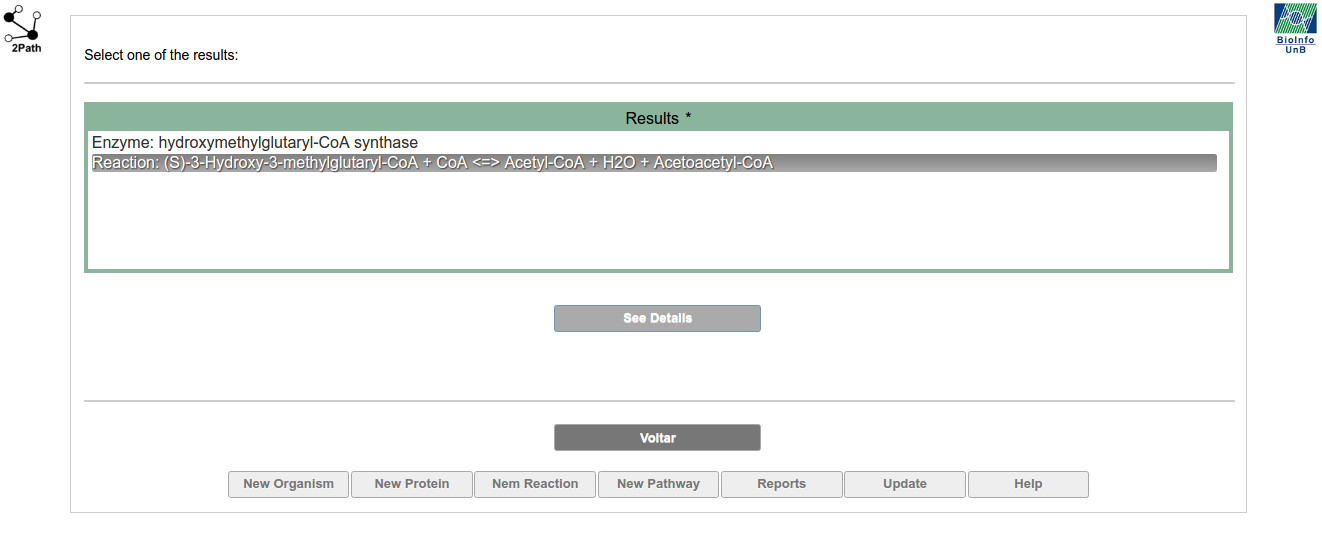 2Path
BioInfo
UnB
Select one of the results:
Results *
Enzyme: hydroxymethylglutaryl-CoA synthase
Reaction: (S)-3-Hydroxy-3-methylglutaryl-CoA + CoA <=> Acetyl-CoA + H2O + Acetoacetyl-CoA
See Details
Voltar
New Organism New Protein Nem Reaction New Pathway Reports Update Help